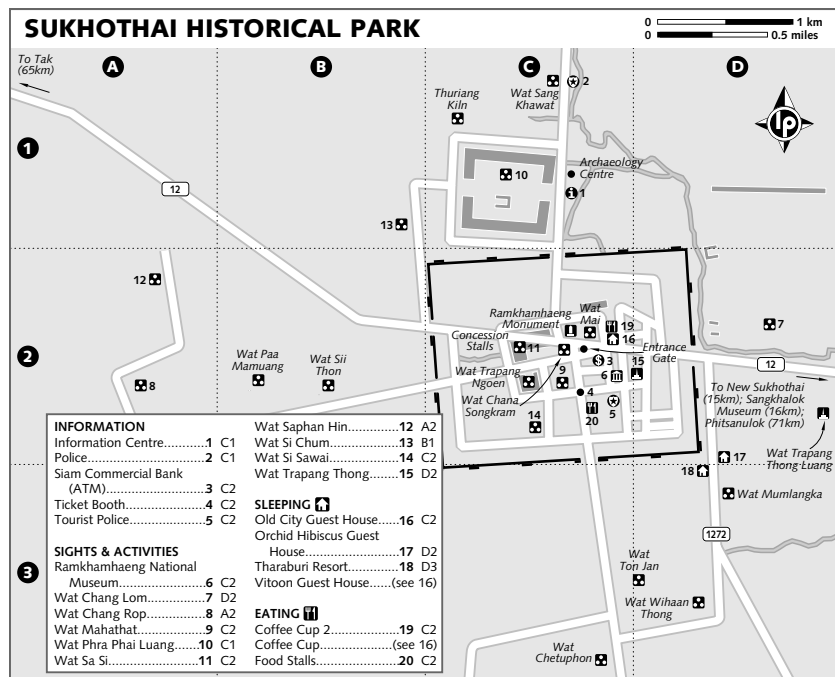 SUKHOTHAI HISTORICAL PARK
0 1 km
0 0.5 miles
A
B
C
D
1
2
3
To Tak
(65km)
Thuriang
Kiln
Wat Sang
Khawat
2
lp
10
Archaeology
Centre
1
12
13
12
Ramkhamhaeng
Monument
Wat
Mai
19
16
Concession
Stalls
11
Entrance
Gate
7
3
15
12
Wat Paa
Mamuang
Wat Sii
Thon
8
Wat Trapang
Ngoen
9
6
To New Sukhothai
(15km); Sangkhalok
Museum (16km);
Phitsanulok (71km)
Wat Chana
Songkram
4
5
14
20
Wat Trapang
Thong Luang
17
18
Wat Mumlangka
1272
Wat
Ton Jan
Wat Wihaan
Thong
Wat
Chetuphon
INFORMATION
Information Centre..........1 C1
Police..............................2 C1
Siam Commercial Bank
(ATM)..........................3 C2
Ticket Booth...................4 C2
Tourist Police..................5 C2
SIGHTS & ACTIVITIES
Ramkhamhaeng National
Museum......................6 C2
Wat Chang Lom.............7 D2
Wat Chang Rop..............8 A2
Wat Mahathat................9 C2
Wat Phra Phai Luang....10 C1
Wat Sa Si......................11 C2
Wat Saphan Hin............12 A2
Wat Si Chum.................13 B1
Wat Si Sawai.................14 C2
Wat Trapang Thong......15 D2
SLEEPING
Old City Guest House....16 C2
Orchid Hibiscus Guest
House........................17 D2
Tharaburi Resort...........18 D3
Vitoon Guest House.....(see 16)
EATING
Coffee Cup 2................19 C2
Coffee Cup.................(see 16)
Food Stalls....................20 C2